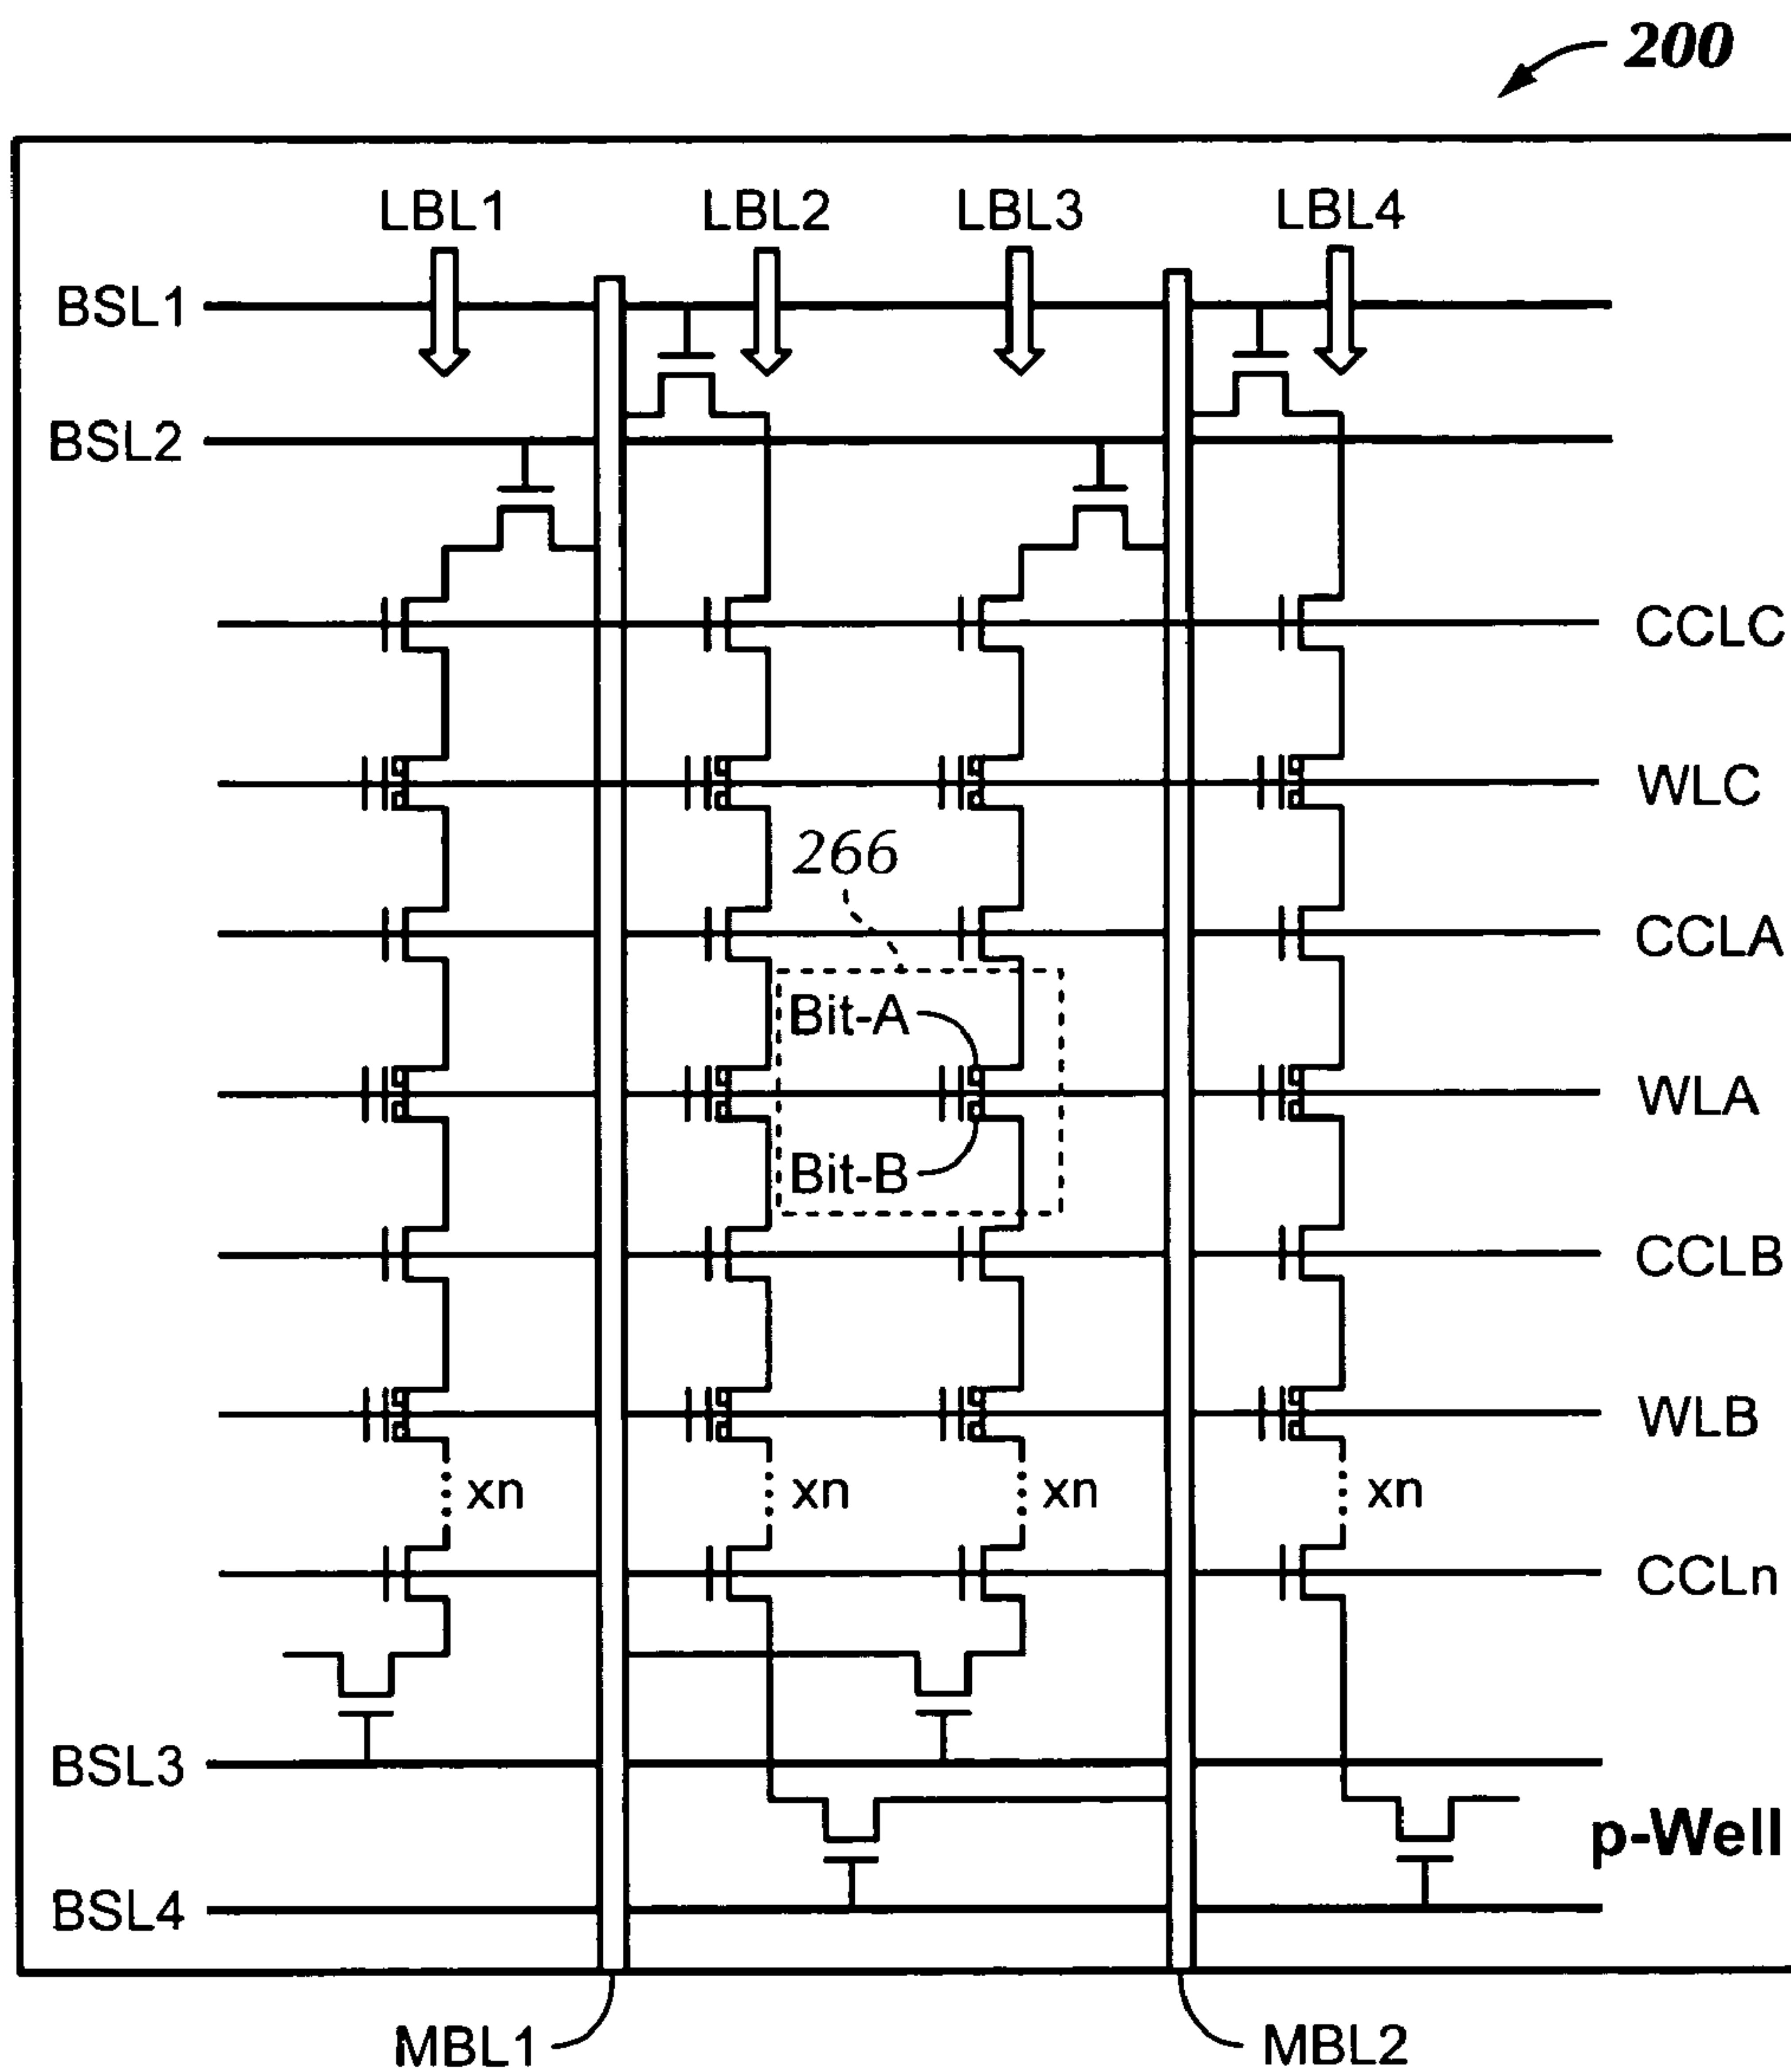 200
LBL1 LBL2 LBL3 LBL4
BSL1
BSL2
CCLC
WLC
266
CCLA
Bit-A
WLA
Bit-B
CCLB
WLB
xn xn xn xn
CCLn
BSL3
p-Well
BSL4
MBL1 MBL2